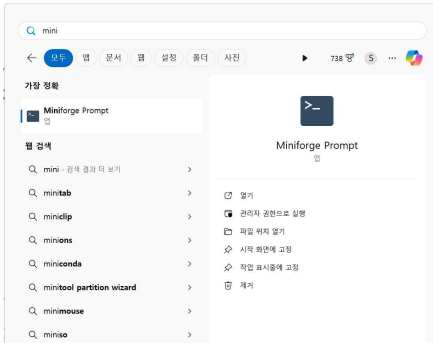 mini
모두 앱 문서 웹 설정 폴더 사진 738 S ...
가장 정확
Miniforge Prompt
앱
웹 검색
mini - 검색 결과 더 보기
minitab
miniclip
minions
miniconda
minitool partition wizard
minimouse
miniso
Miniforge Prompt
앱
열기
관리자 권한으로 실행
파일 위치 열기
시작 화면에 고정
작업 표시줄에 고정
제거